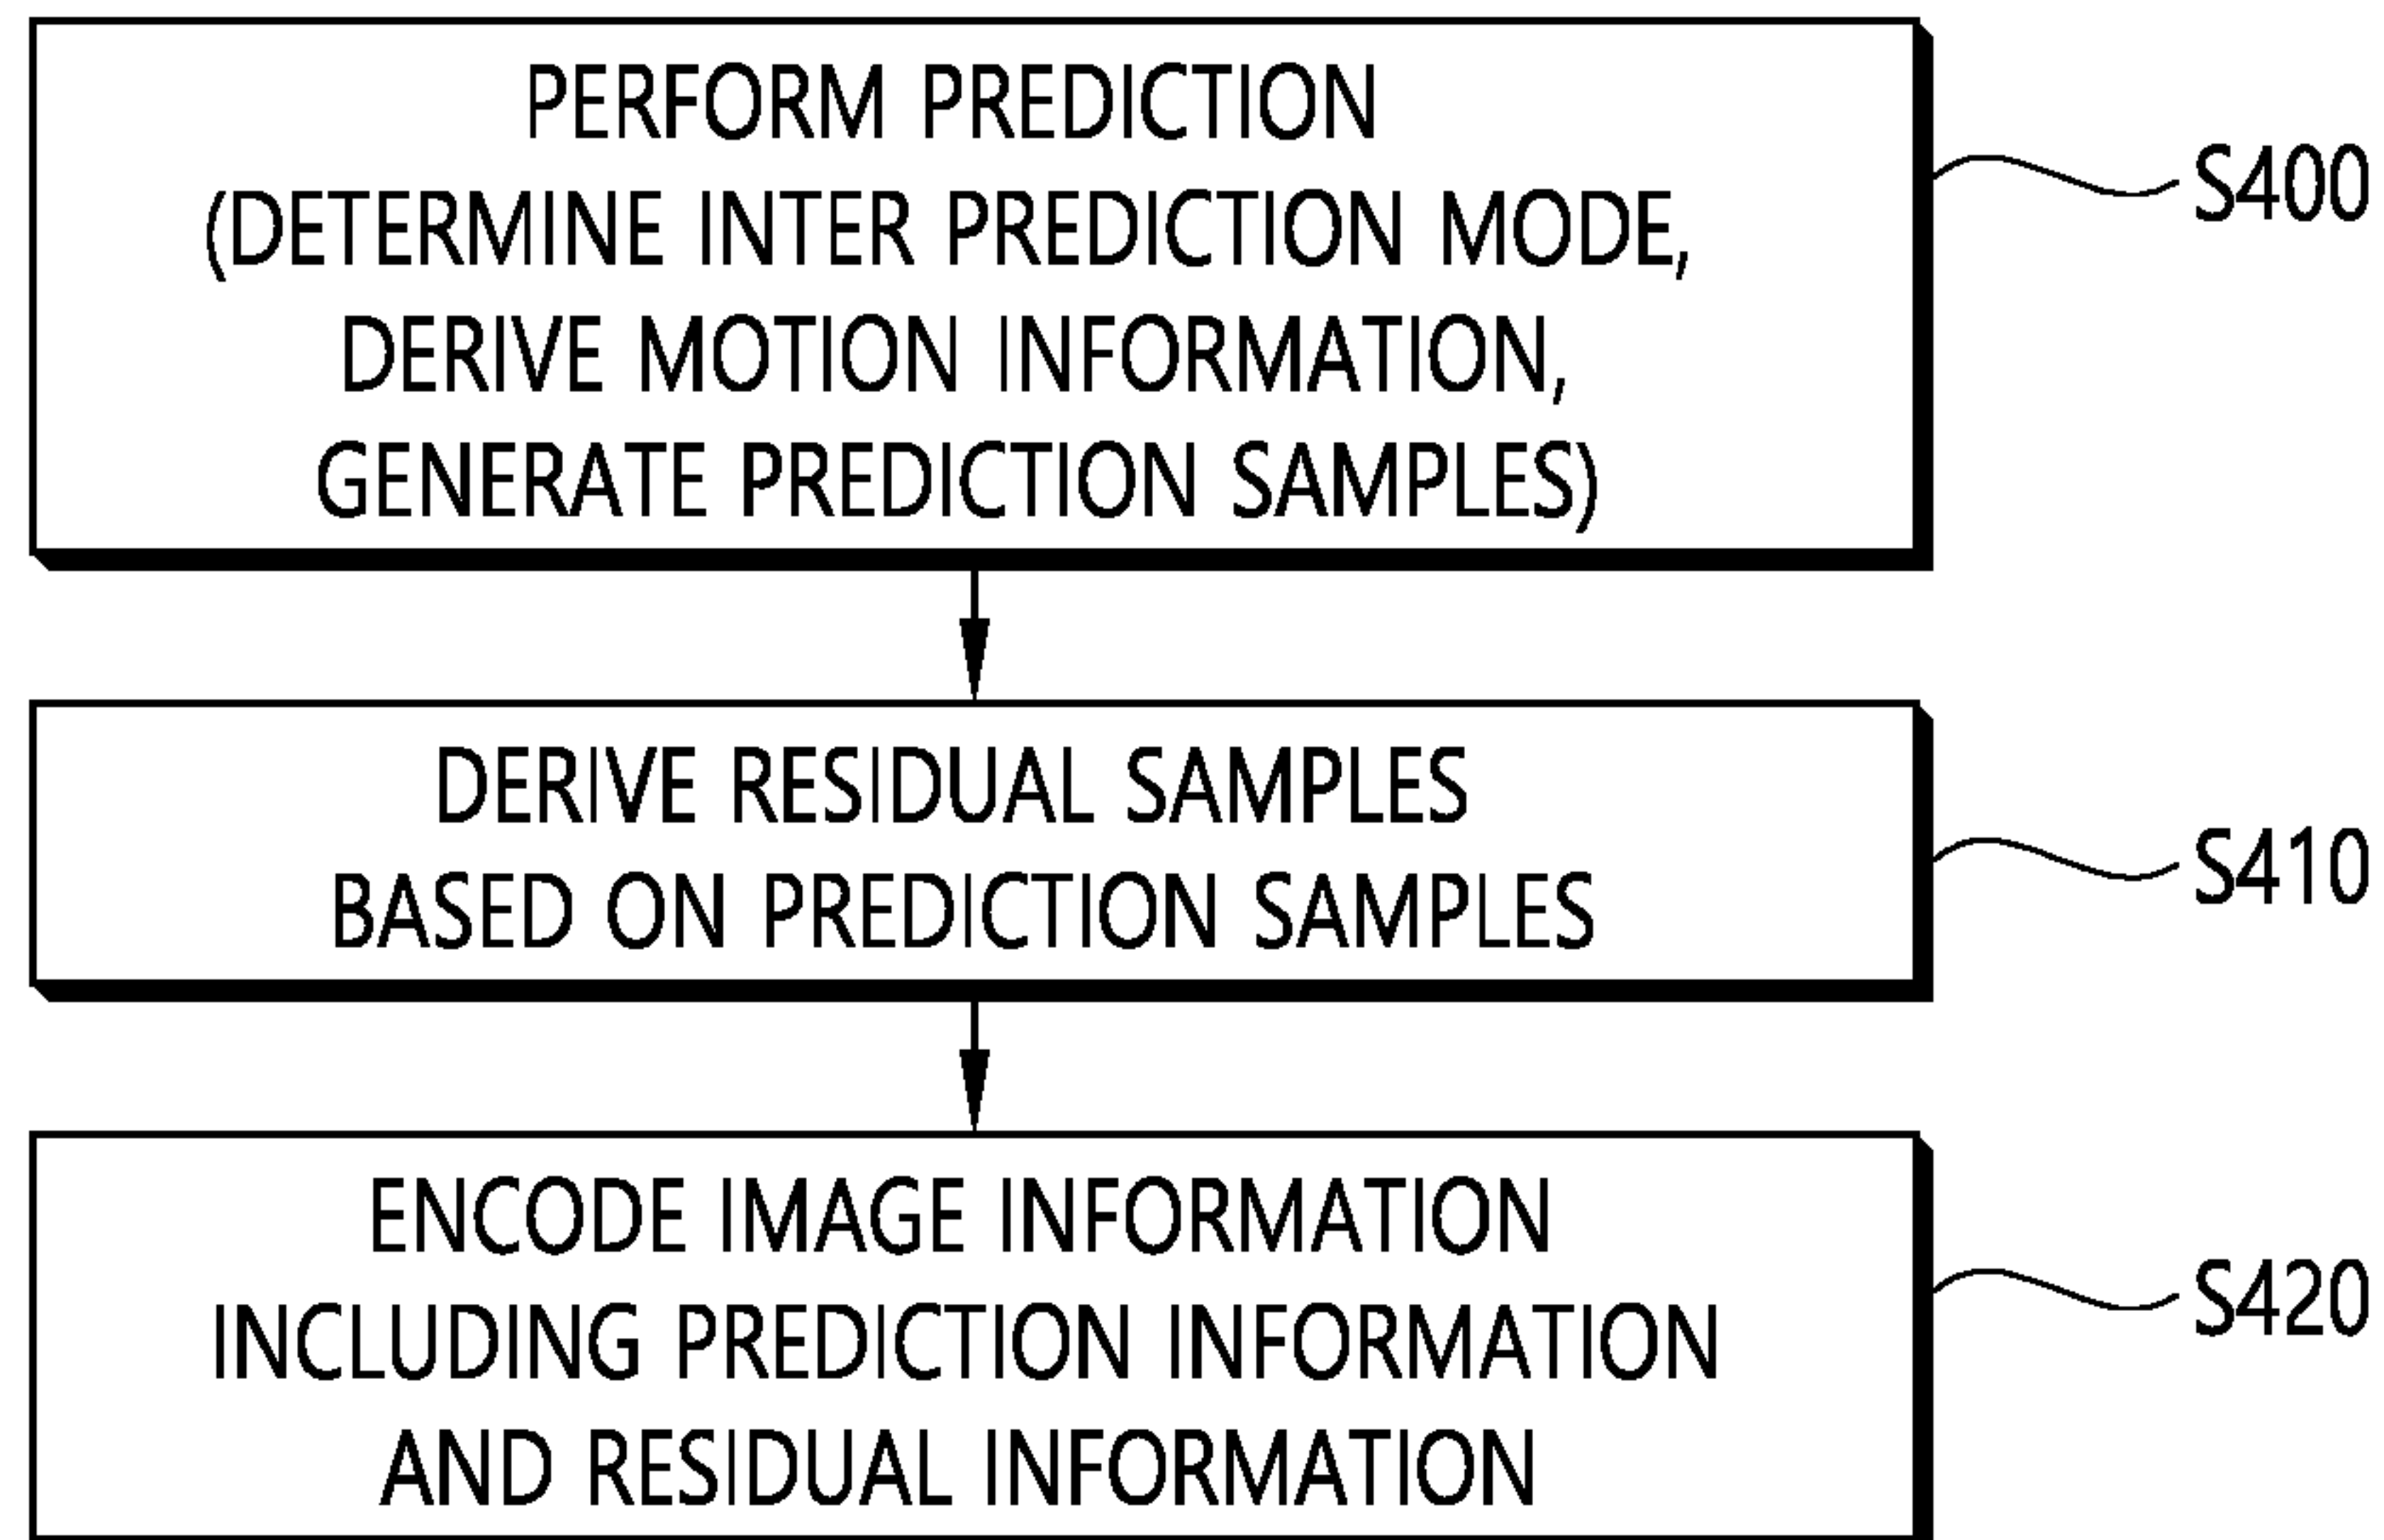 PERFORM PREDICTION
(DETERMINE INTER PREDICTION MODE,
DERIVE MOTION INFORMATION,
GENERATE PREDICTION SAMPLES)
S400
DERIVE RESIDUAL SAMPLES
BASED ON PREDICTION SAMPLES
S410
ENCODE IMAGE INFORMATION
INCLUDING PREDICTION INFORMATION
AND RESIDUAL INFORMATION
S420